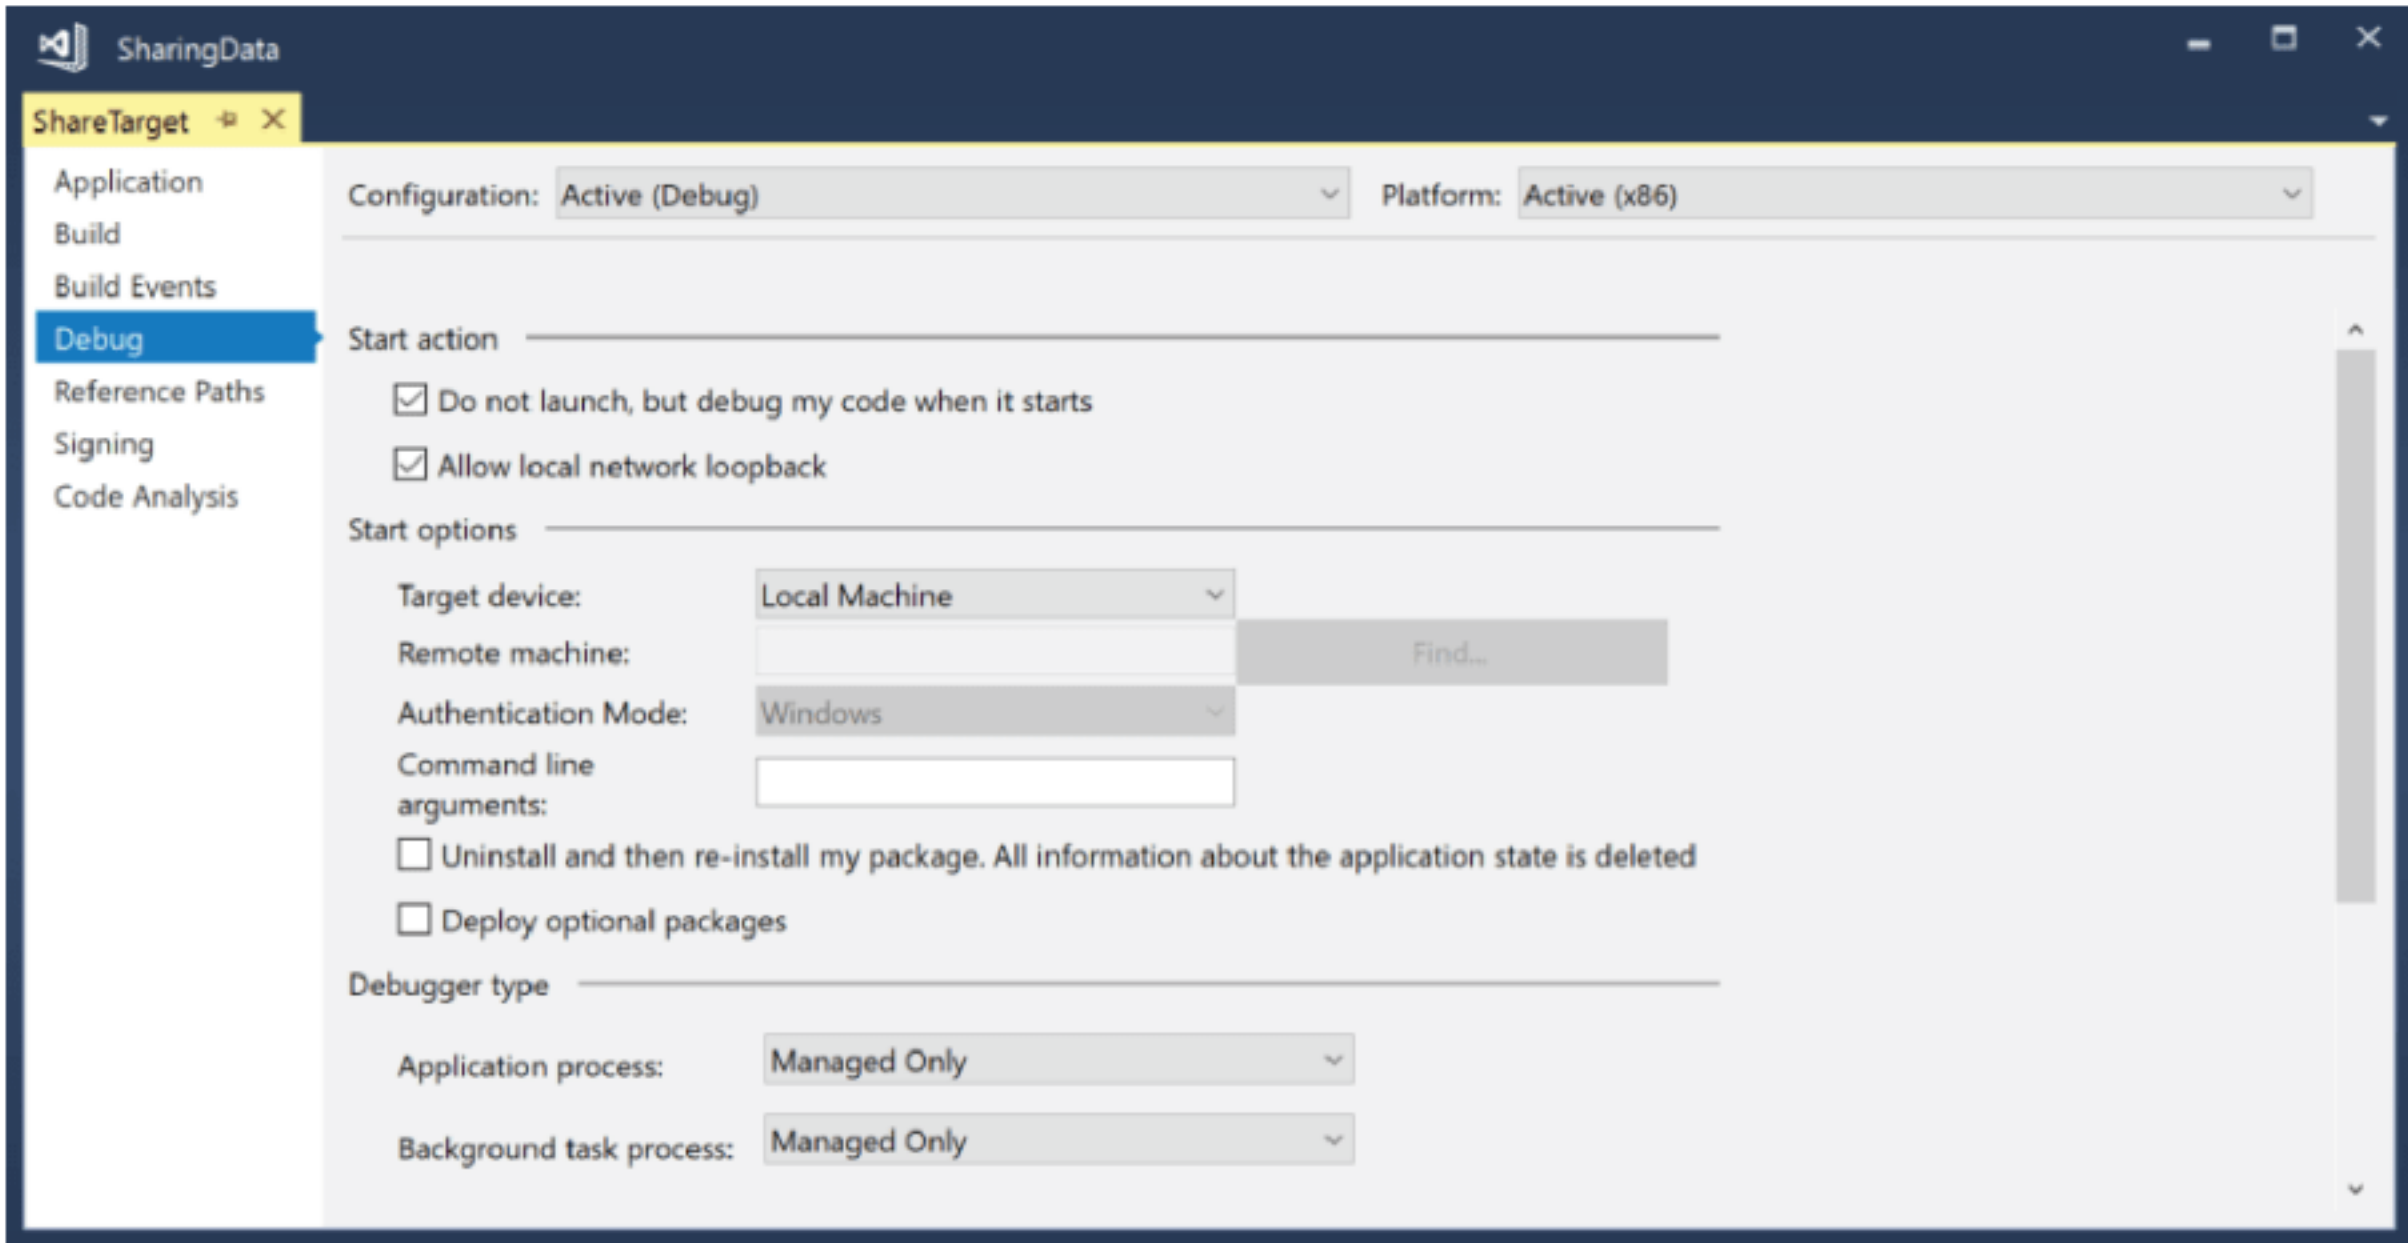 SharingData
ShareTarget
Application
Build
Build Events
Debug
Reference Paths
Signing
Code Analysis
Configuration: Active (Debug) Platform: Active (x86)
Start action
Do not launch, but debug my code when it starts
Allow local network loopback
Start options
Target device: Local Machine
Remote machine: Find...
Authentication Mode: Windows
Command line
arguments:
Uninstall and then re-install my package. All information about the application state is deleted
Deploy optional packages
Debugger type
Application process: Managed Only
Background task process: Managed Only